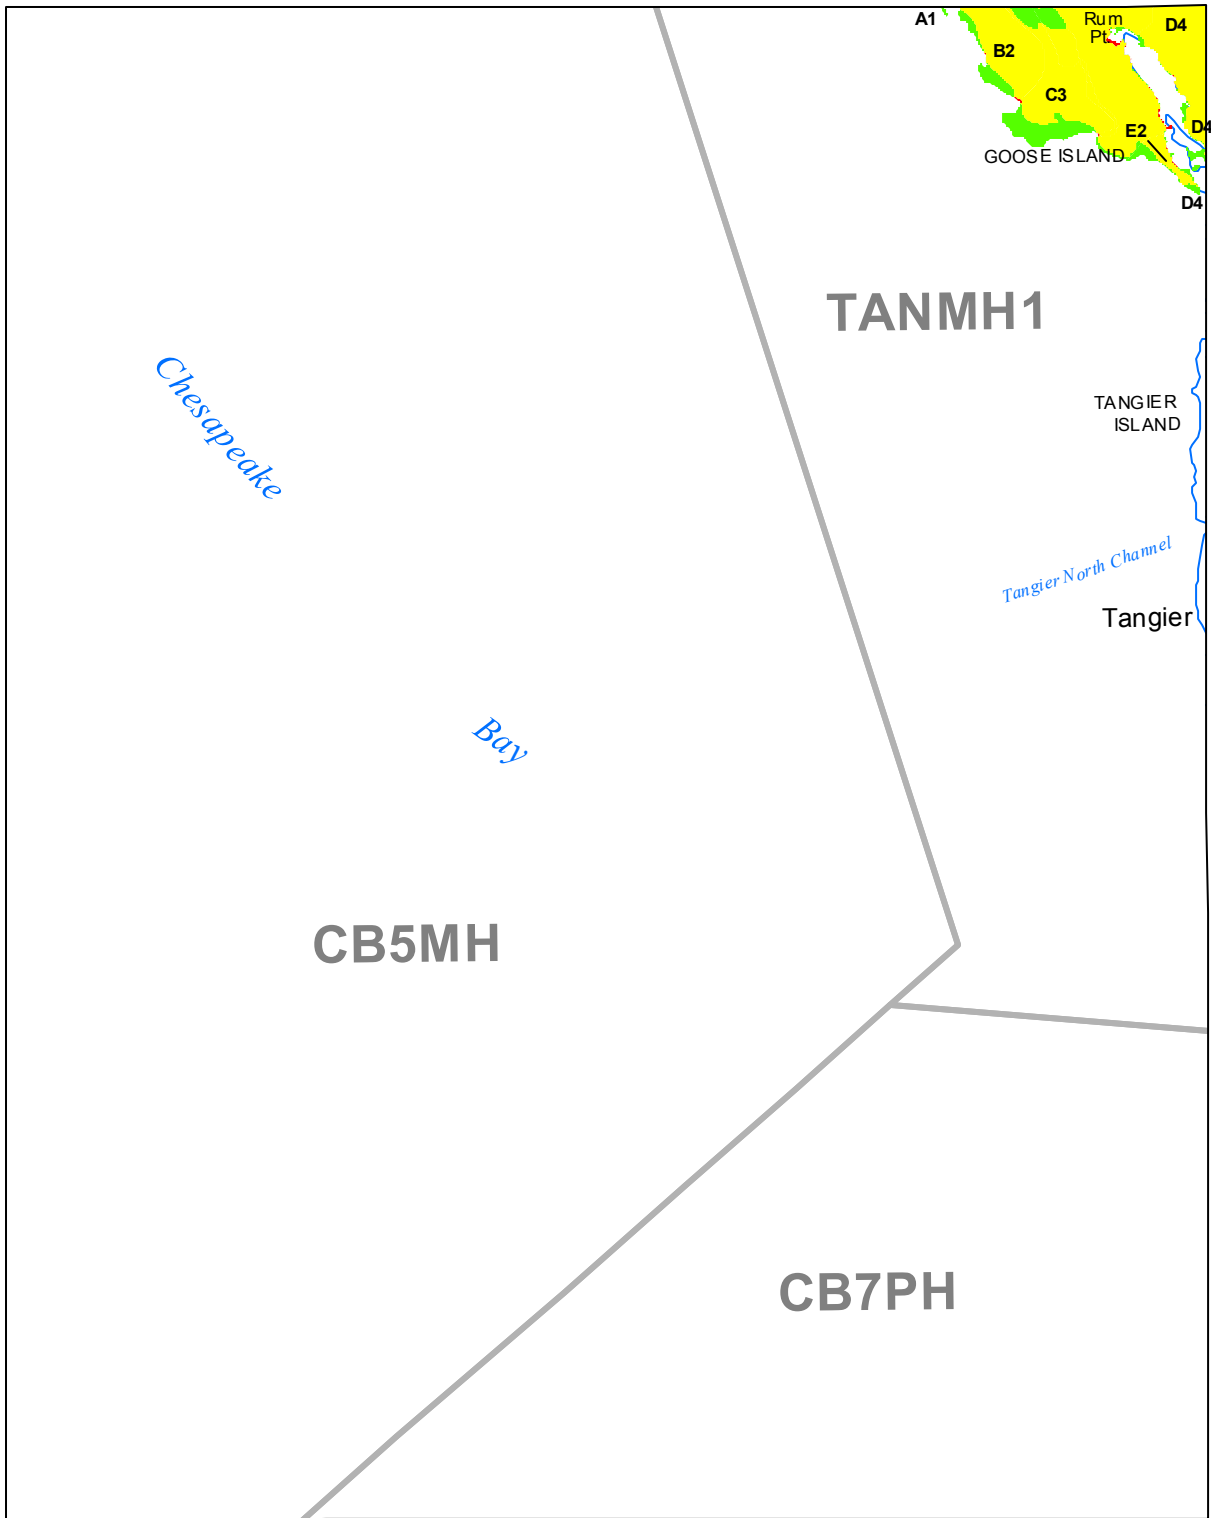 A1
Rum
Pt.
D4
B2
C3
E2
D4
GOOSE ISLAND
D4
TANMH1
Chesapeake
TANGIER
ISLAND
Tangier North Channel
Tangier
Bay
CB5MH
CB7PH